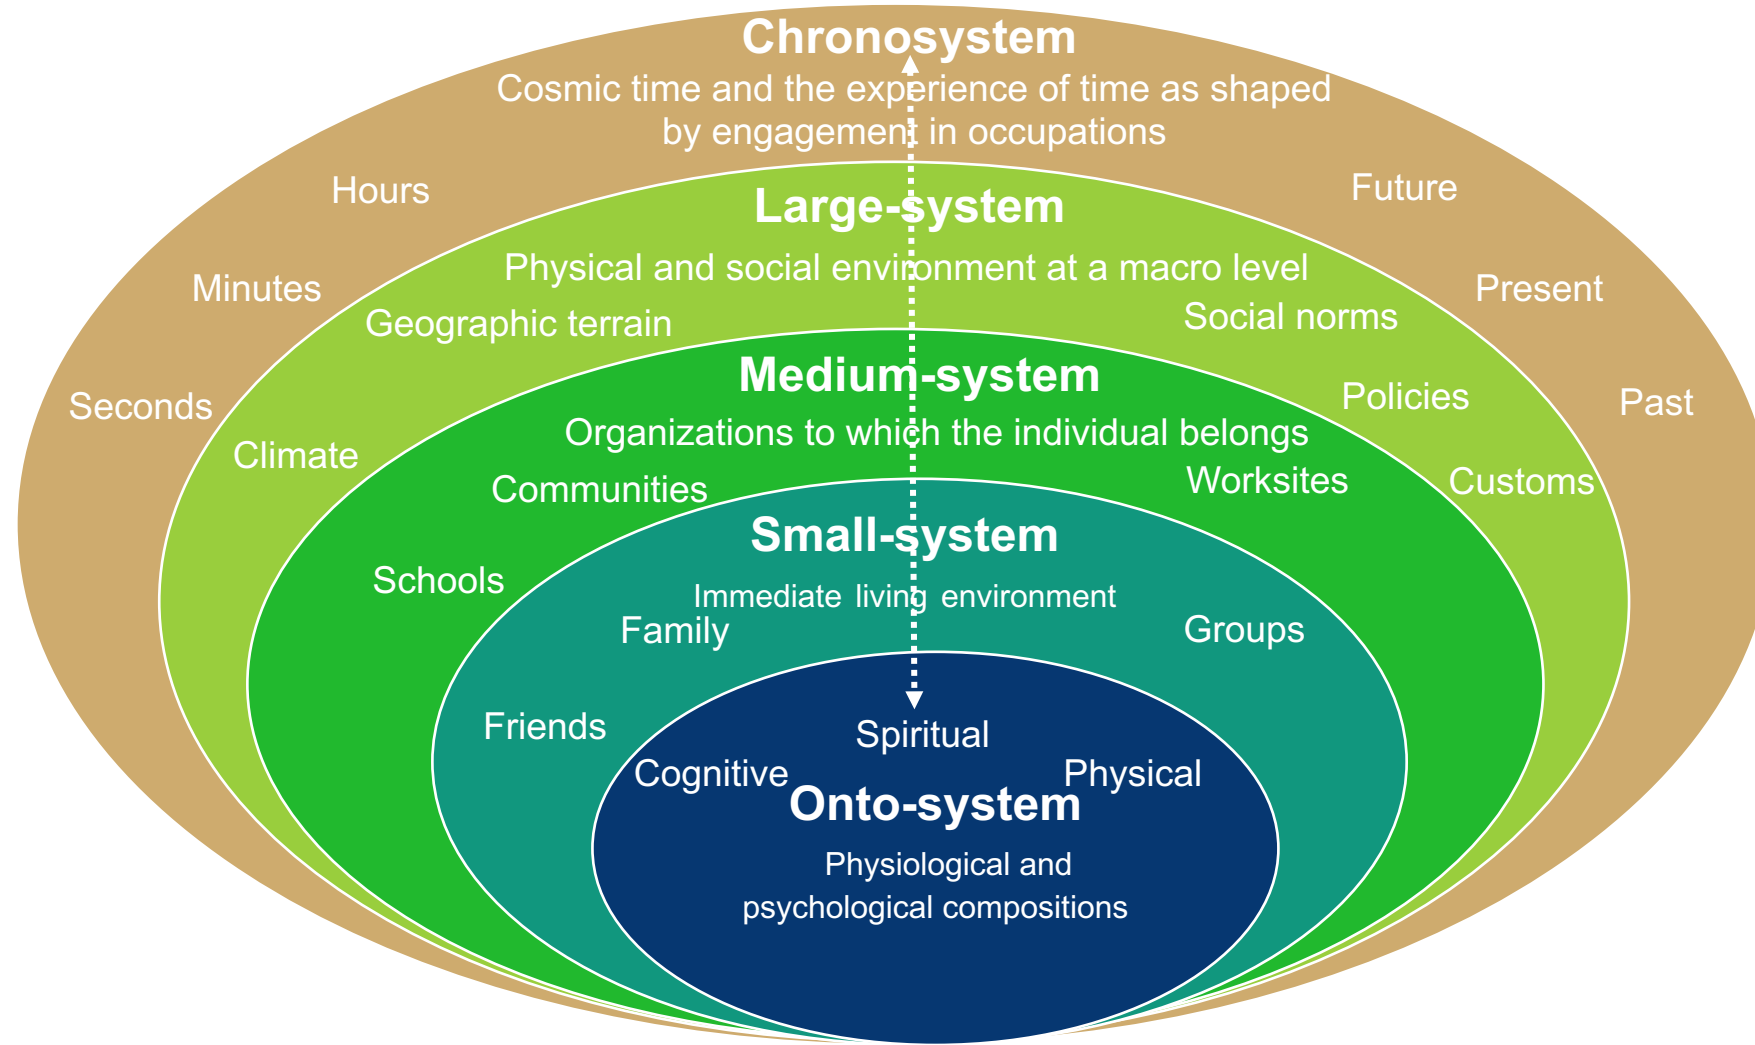 Chronosystem
Cosmic time and the experience of time as shaped
by engagement in occupations
Hours
Future
Minutes
Present
Seconds
Past
Large-system
Physical and social environment at a macro level
Geographic terrain
Social norms
Climate
Policies
Customs
Medium-system
Organizations to which the individual belongs
Communities
Worksites
Schools
Small-system
Immediate living environment
Family
Groups
Friends
Spiritual
Cognitive
Physical
Onto-system
Physiological and
psychological compositions